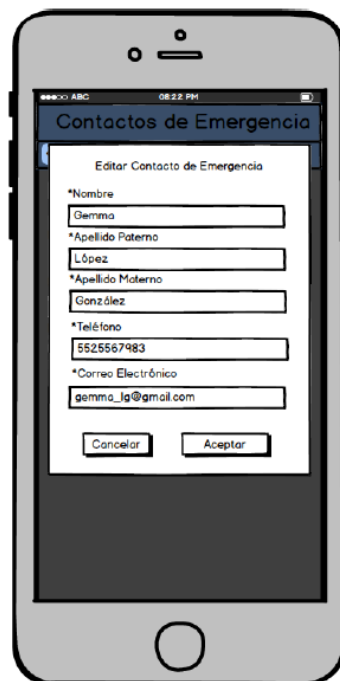 ABC 08:22 PM
Contactos de Emergencia
Editar Contacto de Emergencia
*Nombre
Gemma
*Apellido Paterno
López
*Apellido Materno
González
*Teléfono
5525567983
*Correo Electrónico
gemma_lg@gmail.com
Cancelar Aceptar